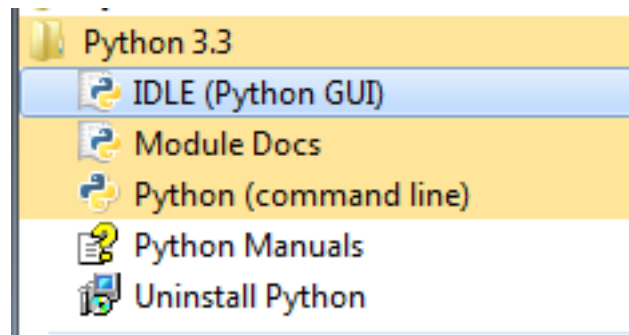 Python 3.3
IDLE (Python GUI)
Module Docs
Python (command line)
Python Manuals
Uninstall Python